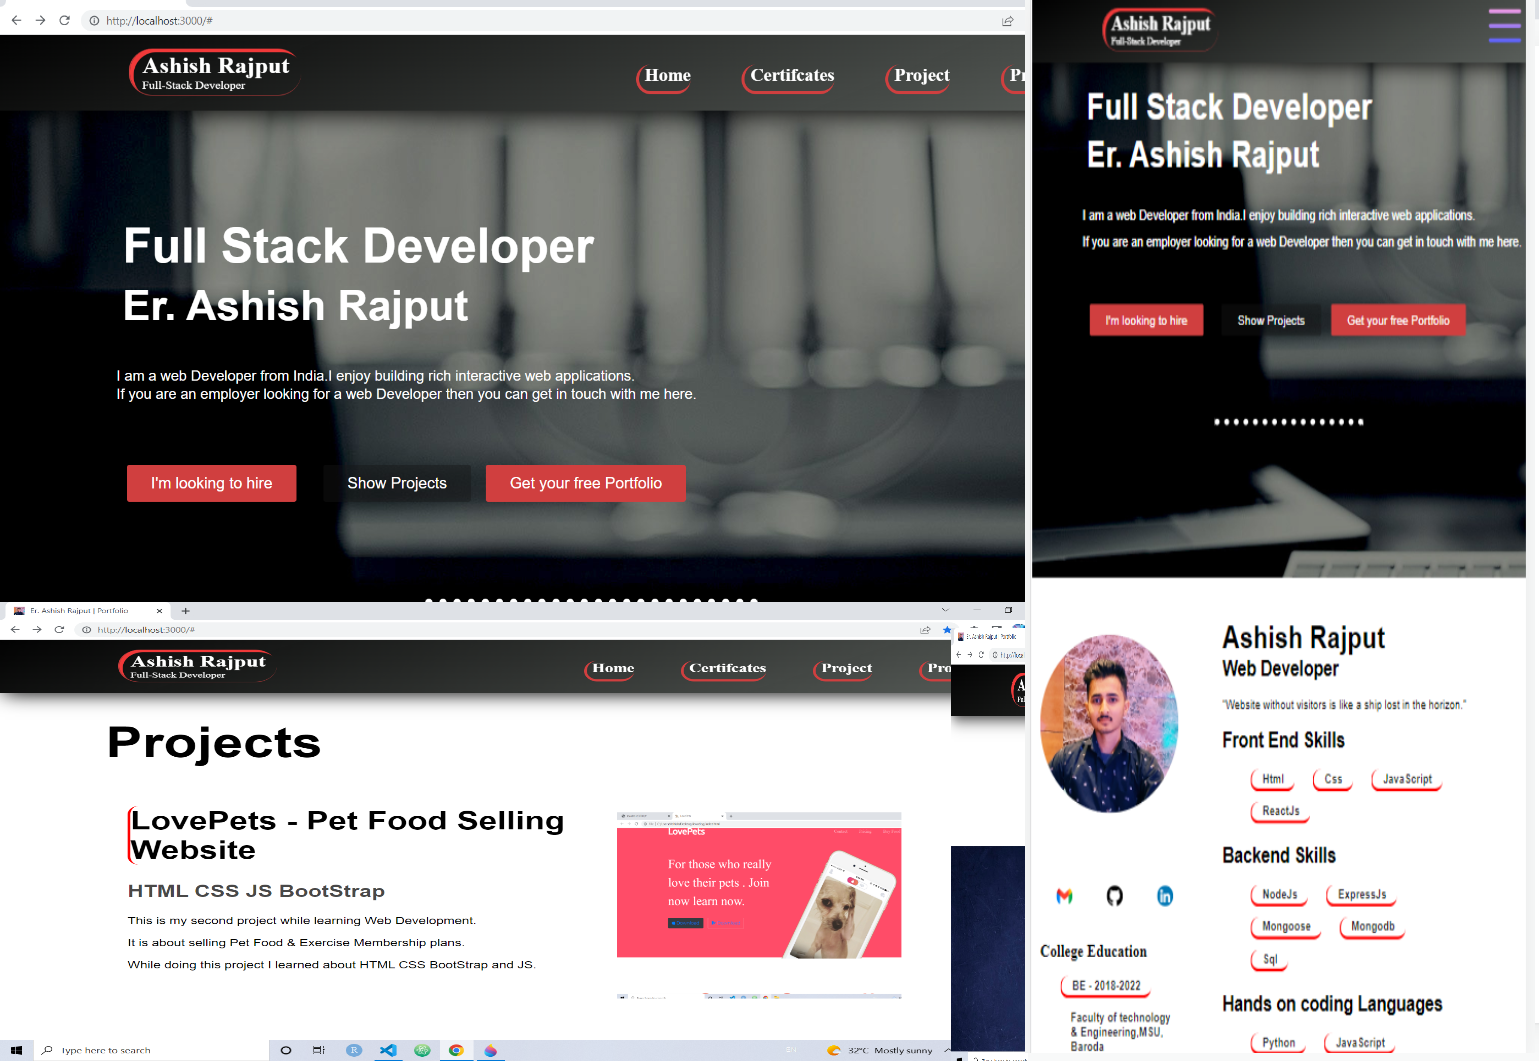 http://localhost:3000/#
Ashish Rajput
Full-Stack Developer
Home
Certifcates
Project
Full Stack Developer
Er. Ashish Rajput
I am a web Developer from India.I enjoy building rich interactive web applications.
If you are an employer looking for a web Developer then you can get in touch with me here.
I'm looking to hire
Show Projects
Get your free Portfolio
Er. Ashish Rajput | Portfolio
http://localhost:3000/#
Ashish Rajput
Full-Stack Developer
Home
Certifcates
Project
Projects
LovePets - Pet Food Selling
Website
HTML CSS JS BootStrap
This is my second project while learning Web Development.
It is about selling Pet Food & Exercise Membership plans.
While doing this project I learned about HTML CSS BootStrap and JS.
LovePets
For those who really
love their pets . Join
now learn now.
Type here to search
32°C Mostly sunny
Er. Ashish Rajput - Portfolio
Ashish Rajput
Full-Stack Developer
Full Stack Developer
Er. Ashish Rajput
I am a web Developer from India.I enjoy building rich interactive web applications.
If you are an employer looking for a web Developer then you can get in touch with me here.
I'm looking to hire
Show Projects
Get your free Portfolio
Ashish Rajput
Web Developer
"Website without visitors is like a ship lost in the horizon."
Front End Skills
Html
Css
JavaScript
ReactJs
Backend Skills
NodeJs
ExpressJs
Mongoose
Mongodb
Sql
Hands on coding Languages
Python
JavaScript
College Education
BE - 2018-2022
Faculty of technology
& Engineering,MSU,
Baroda